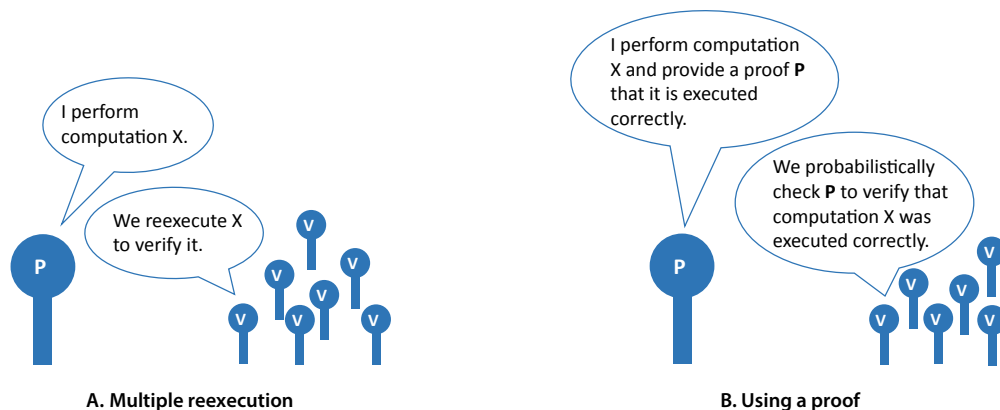 I perform
computation X.
We reexecute X
to verify it.
P
V
V
V
V
V
V
V
A. Multiple reexecution
I perform computation
X and provide a proof P
that it is executed
correctly.
We probabilistically
check P to verify that
computation X was
executed correctly.
P
V
V
V
V
V
V
B. Using a proof